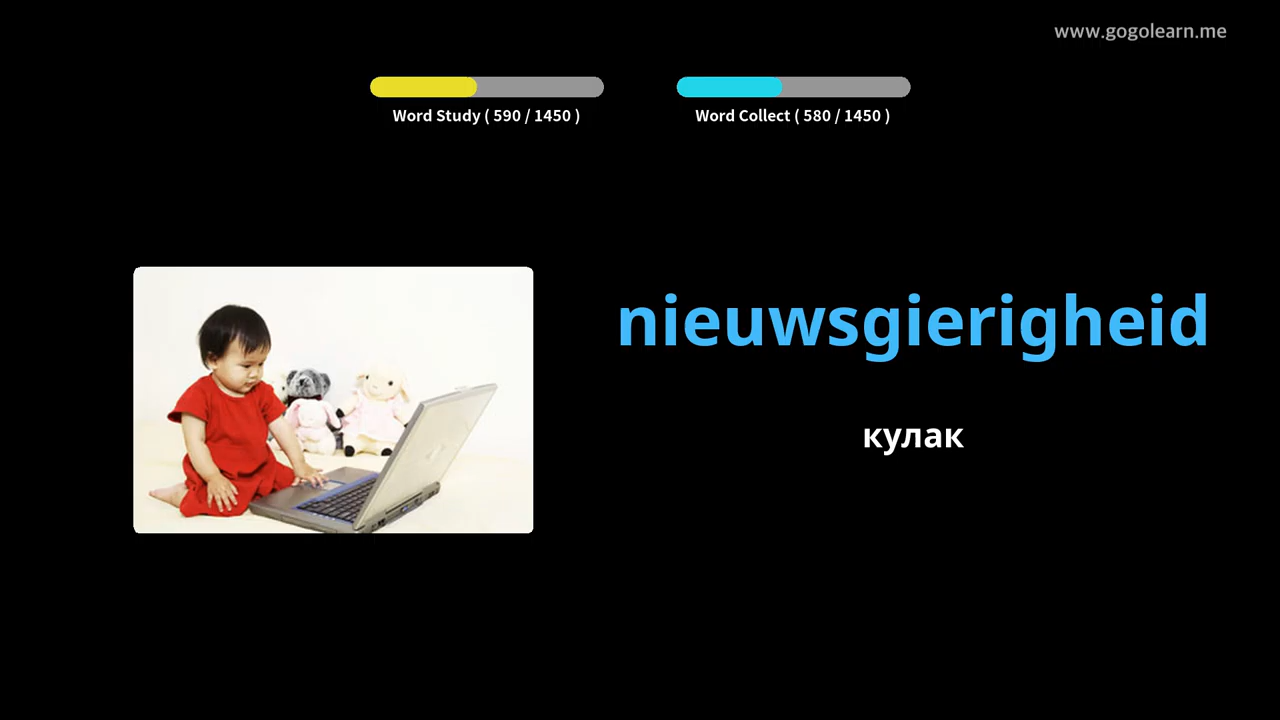 www.gogolearn.me
Word Study ( 590 / 1450 )
Word Collect ( 580 / 1450 )
nieuwsgierigheid
кулак